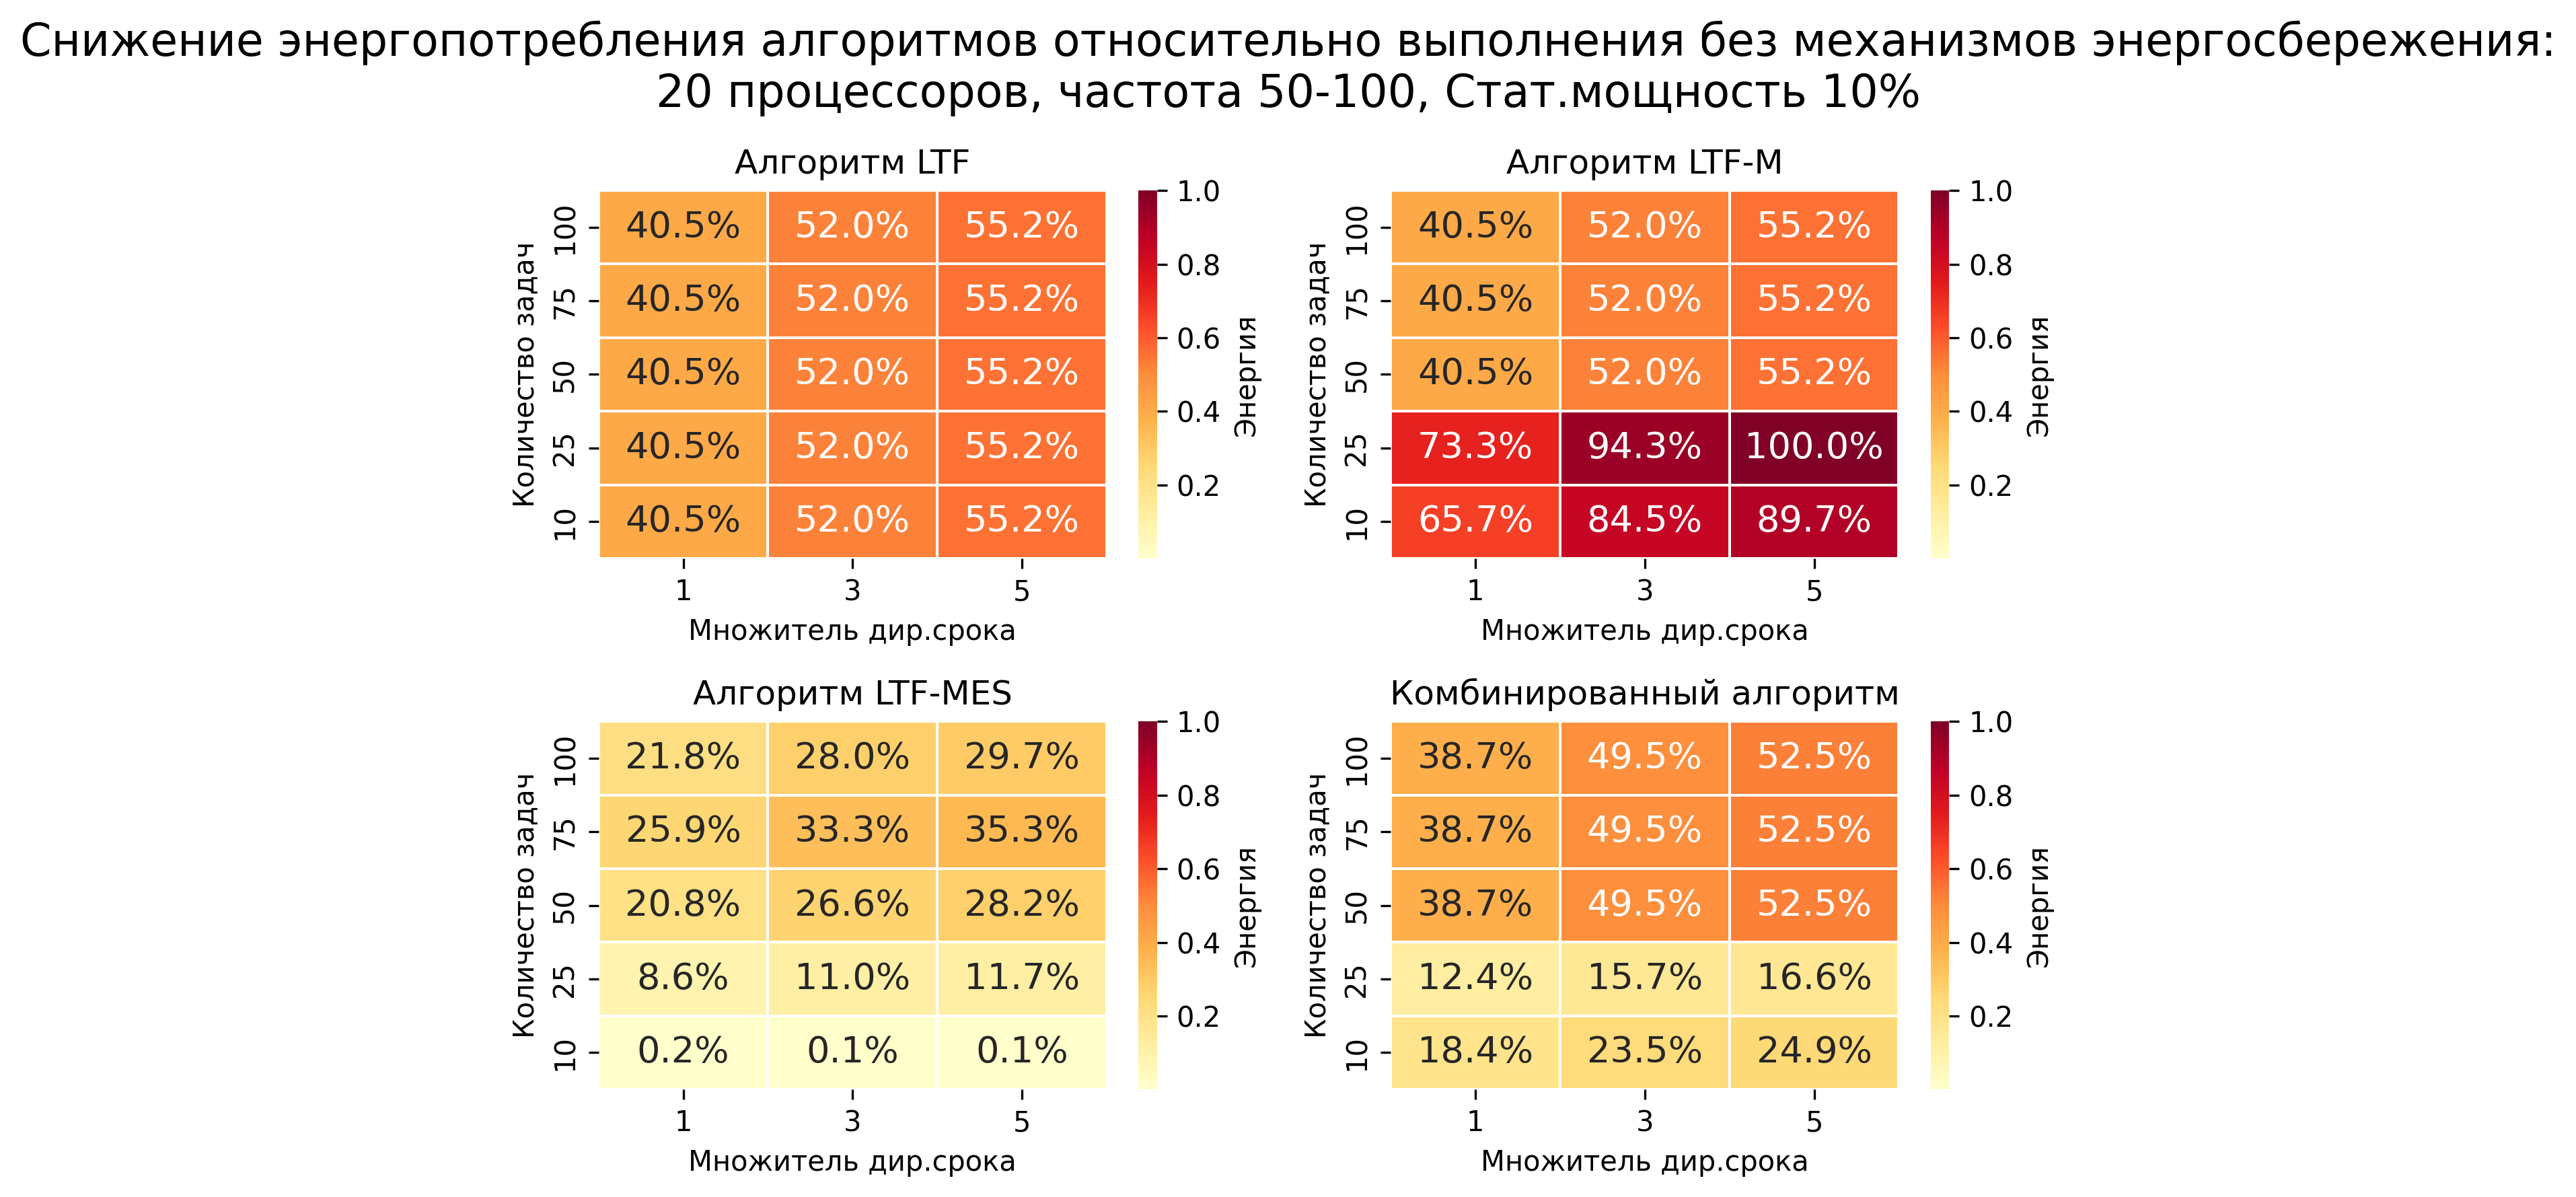 Снижение энергопотребления алгоритмов относительно выполнения без механизмов энергосбережения:
20 процессоров, частота 50-100, Стат.мощность 10%
Алгоритм LTF
Количество задач
100 40.5% 52.0% 55.2%
75 40.5% 52.0% 55.2%
50 40.5% 52.0% 55.2%
25 40.5% 52.0% 55.2%
10 40.5% 52.0% 55.2%
1 3 5
Множитель дир.срока
1.0
0.8
0.6
0.4
0.2
Энергия
Алгоритм LTF-M
Количество задач
100 40.5% 52.0% 55.2%
75 40.5% 52.0% 55.2%
50 40.5% 52.0% 55.2%
25 73.3% 94.3% 100.0%
10 65.7% 84.5% 89.7%
1 3 5
Множитель дир.срока
1.0
0.8
0.6
0.4
0.2
Энергия
Алгоритм LTF-MES
Количество задач
100 21.8% 28.0% 29.7%
75 25.9% 33.3% 35.3%
50 20.8% 26.6% 28.2%
25 8.6% 11.0% 11.7%
10 0.2% 0.1% 0.1%
1 3 5
Множитель дир.срока
1.0
0.8
0.6
0.4
0.2
Энергия
Комбинированный алгоритм
Количество задач
100 38.7% 49.5% 52.5%
75 38.7% 49.5% 52.5%
50 38.7% 49.5% 52.5%
25 12.4% 15.7% 16.6%
10 18.4% 23.5% 24.9%
1 3 5
Множитель дир.срока
1.0
0.8
0.6
0.4
0.2
Энергия